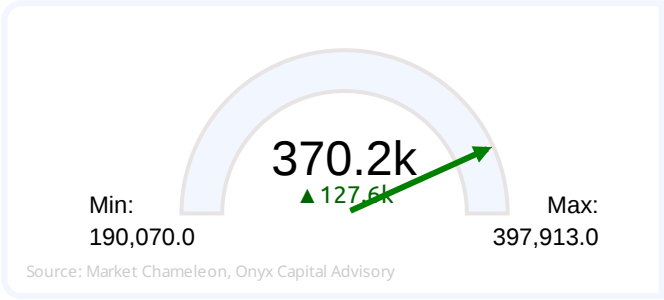 370.2k
▲127.6k
Min:
190,070.0
Max:
397,913.0
Source: Market Chameleon, Onyx Capital Advisory